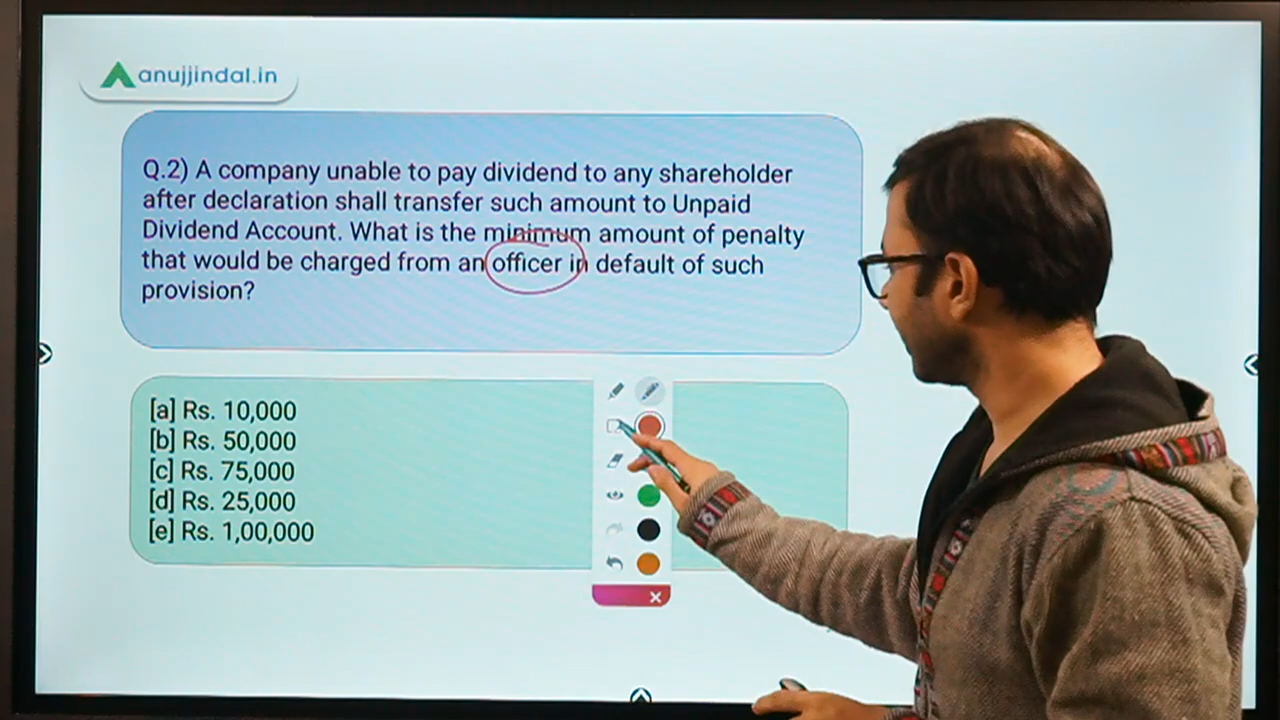 anujjindal.in
Q.2) A company unable to pay dividend to any shareholder
after declaration shall transfer such amount to Unpaid
Dividend Account. What is the minimum amount of penalty
that would be charged from an officer in default of such
provision?
[a] Rs. 10,000
[b] Rs. 50,000
[c] Rs. 75,000
[d] Rs. 25,000
[e] Rs. 1,00,000